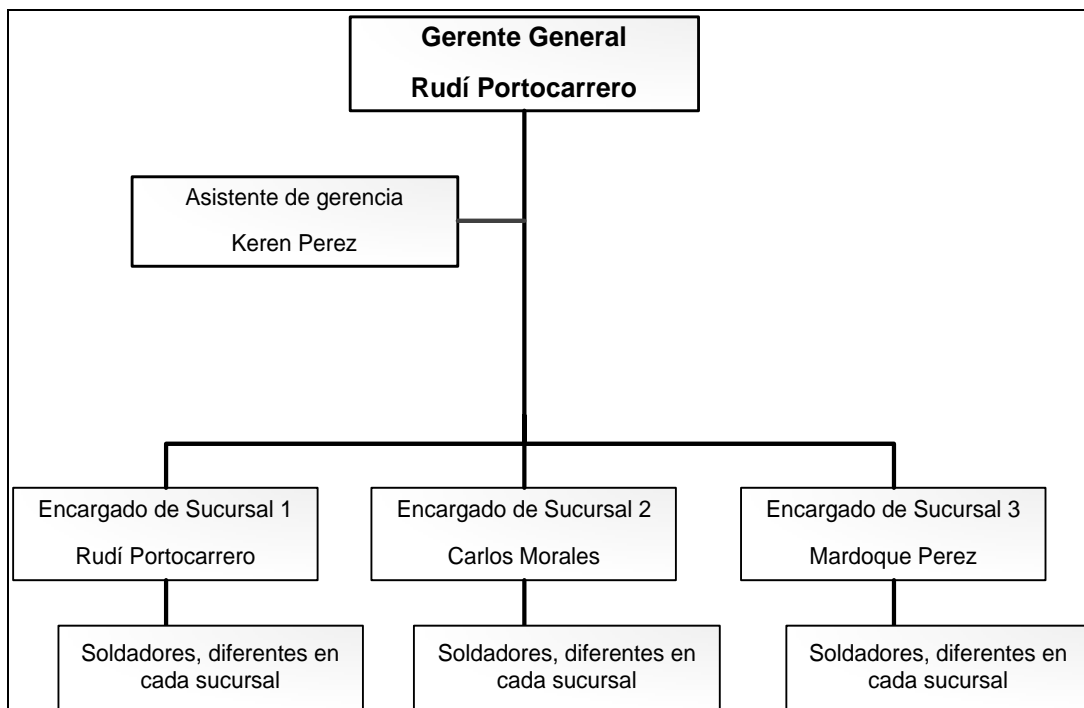 Gerente General
Rudí Portocarrero
Asistente de gerencia
Keren Perez
Encargado de Sucursal 1
Rudí Portocarrero
Encargado de Sucursal 2
Carlos Morales
Encargado de Sucursal 3
Mardoque Perez
Soldadores, diferentes en
cada sucursal
Soldadores, diferentes en
cada sucursal
Soldadores, diferentes en
cada sucursal